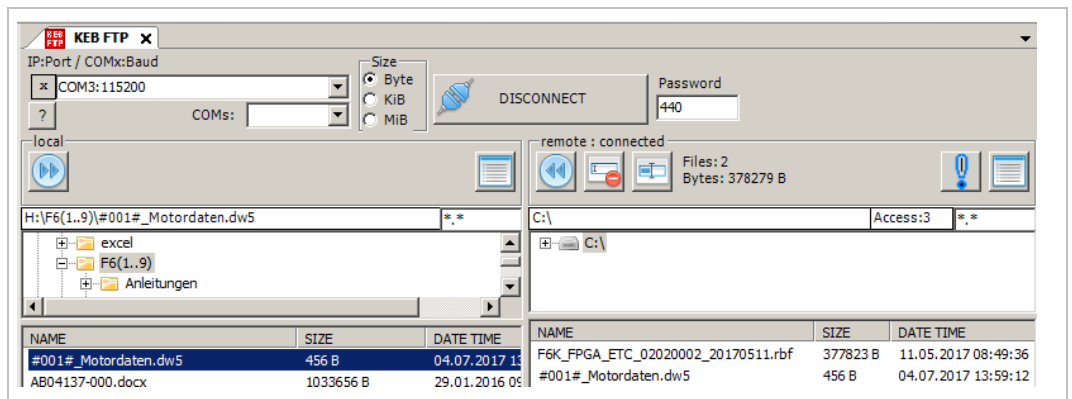 KEB FTP KEB FTP x
IP:Port / COMx:Baud
Size
x COM3:115200
Byte
KiB
MiB
? COMs:
DISCONNECT
Password
440
local
remote : connected
Files: 2
Bytes: 378279 B
H:\F6(1..9)\#001#_Motordaten.dw5 *.*
C:\ Access:3 *.*
excel
F6(1..9)
Anleitungen
C:\
NAME SIZE DATE TIME
#001#_Motordaten.dw5 456 B 04.07.2017 13
AB04137-000.docx 1033656 B 29.01.2016 09
NAME SIZE DATE TIME
F6K_FPGA_ETC_02020002_20170511.rbf 377823 B 11.05.2017 08:49:36
#001#_Motordaten.dw5 456 B 04.07.2017 13:59:12